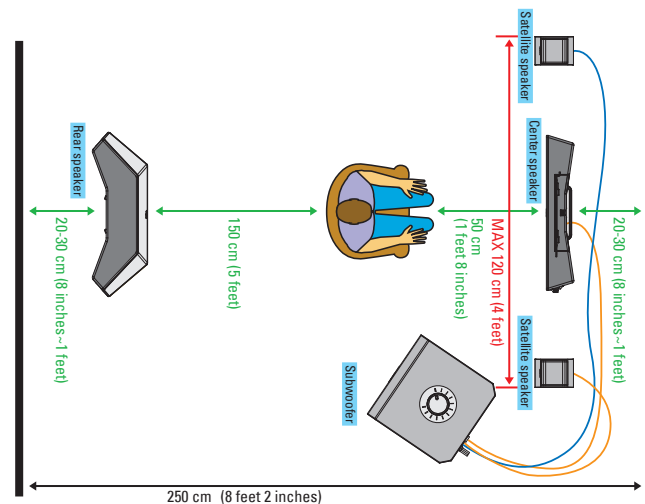 Satellite speaker
Rear speaker
Center speaker
20-30 cm (8 inches~1 feet)
150 cm (5 feet)
50 cm
(1 feet 8 inches)
MAX 120 cm (4 feet)
20-30 cm (8 inches~1 feet)
Satellite speaker
Subwoofer
250 cm (8 feet 2 inches)